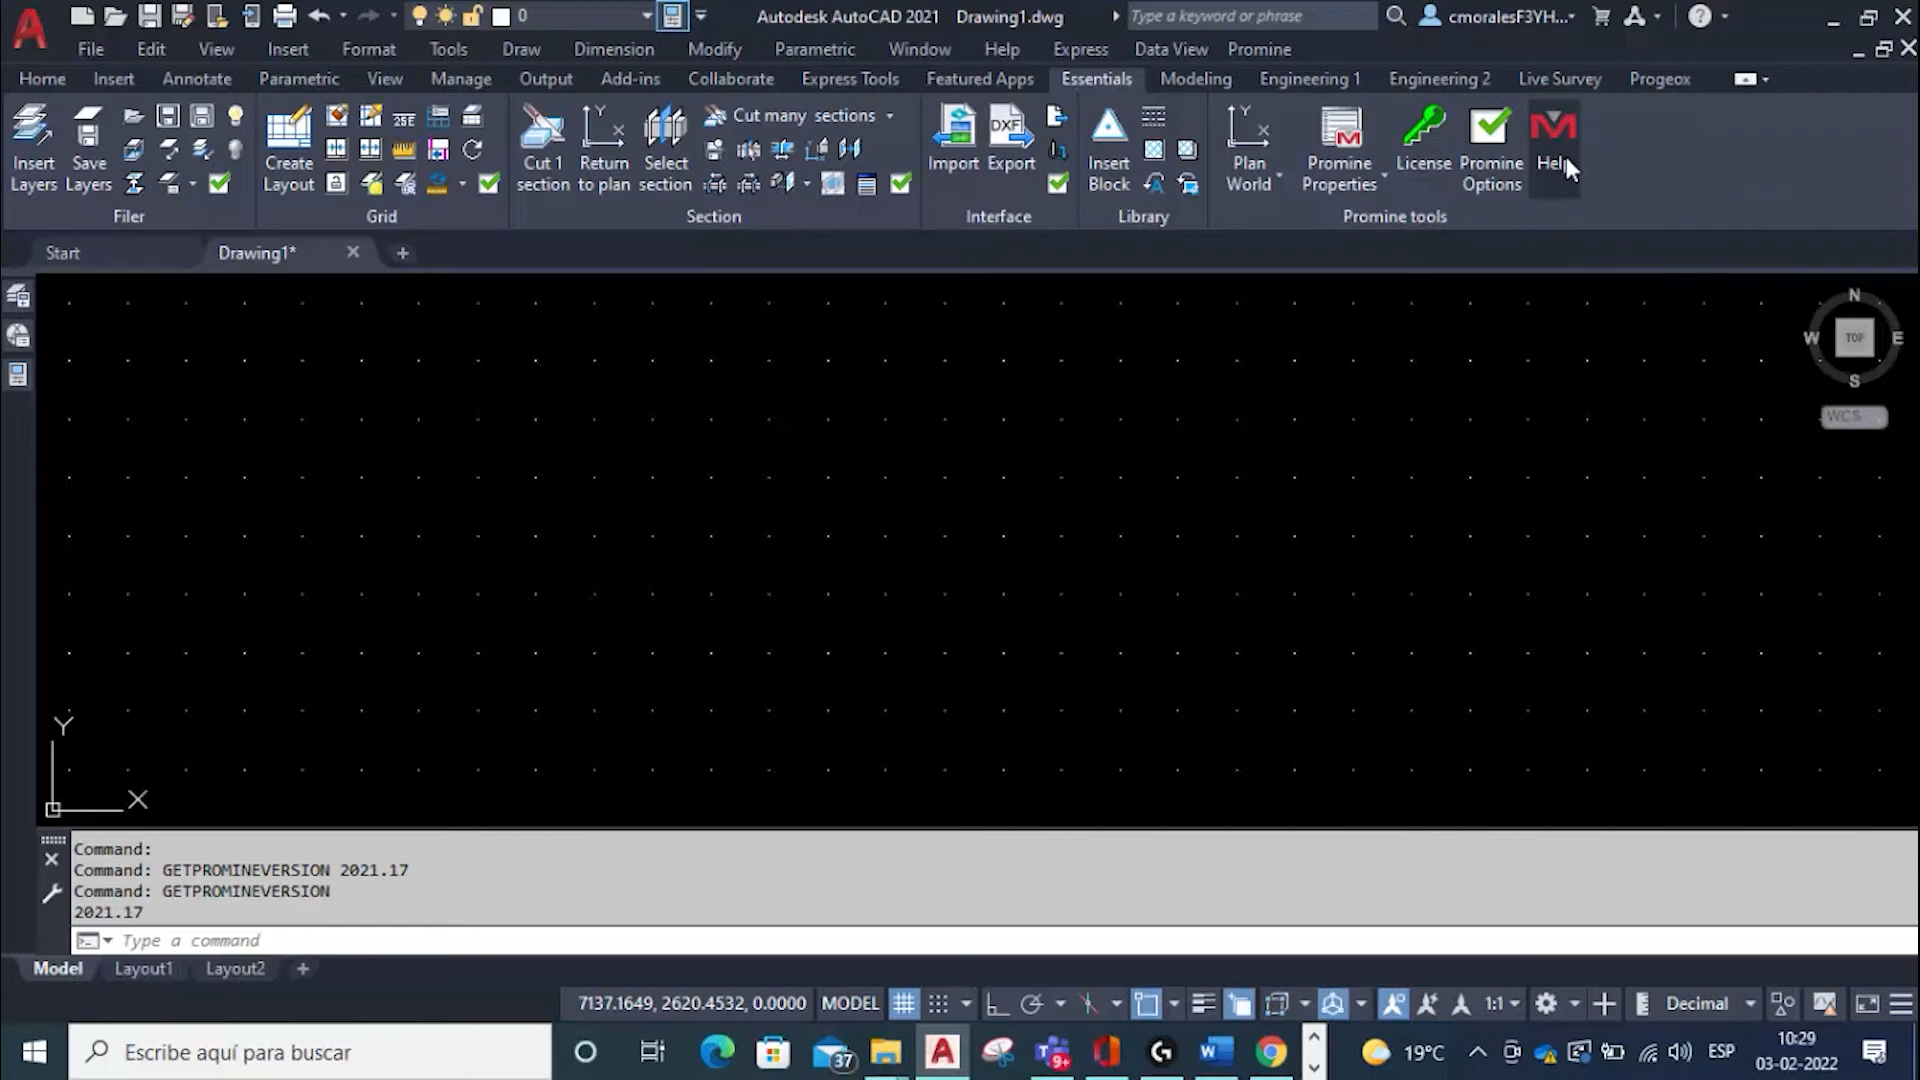 0
Autodesk AutoCAD 2021 Drawing1.dwg
Type a keyword or phrase
cmoralesF3YH...
File Edit View Insert Format Tools Draw Dimension Modify Parametric Window Help Express Data View Promine
Home Insert Annotate Parametric View Manage Output Add-ins Collaborate Express Tools Featured Apps Essentials Modeling Engineering 1 Engineering 2 Live Survey Progeox
Insert Layers
Save Layers
Filer
Create Layout
Grid
Cut 1 section
Return to plan
Select section
Cut many sections
Section
Import
DXF
Export
Interface
Insert Block
Library
Plan World
Promine Properties
License
Promine Options
Help
Promine tools
Start
Drawing1*
N
W
TOP
E
S
WCS
Y
X
Command:
Command: GETPROMINEVERSION 2021.17
Command: GETPROMINEVERSION
2021.17
Type a command
Model Layout1 Layout2
7137.1649, 2620.4532, 0.0000 MODEL
1:1
Decimal
Escribe aquí para buscar
37
9+
19°C
ESP
10:29
03-02-2022